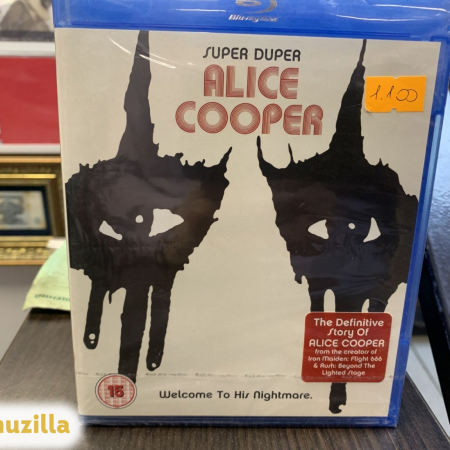 Blu-ray Disc
SUPER DUPER
ALICE
COOPER
1.100
The Definitive
Story Of
ALICE COOPER
from the creators of
Iron Maiden: Flight 666
& Rush: Beyond The
Lighted Stage
15
Welcome To His Nightmare.
uzilla